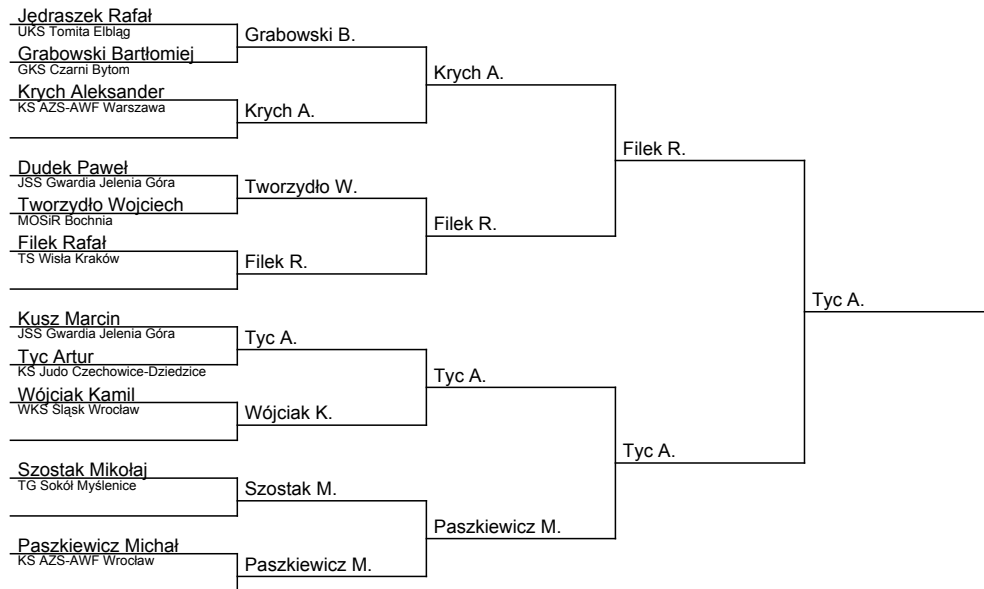 Jędraszek Rafał
UKS Tomita Elbląg
Grabowski Bartłomiej
GKS Czarni Bytom
Krych Aleksander
KS AZS-AWF Warszawa
Dudek Paweł
JSS Gwardia Jelenia Góra
Tworzydło Wojciech
MOSiR Bochnia
Filek Rafał
TS Wisła Kraków
Kusz Marcin
JSS Gwardia Jelenia Góra
Tyc Artur
KS Judo Czechowice-Dziedzice
Wójciak Kamil
WKS Śląsk Wrocław
Szostak Mikołaj
TG Sokół Myślenice
Paszkiewicz Michał
KS AZS-AWF Wrocław
Grabowski B.
Krych A.
Tworzydło W.
Filek R.
Tyc A.
Wójciak K.
Szostak M.
Paszkiewicz M.
Krych A.
Filek R.
Tyc A.
Paszkiewicz M.
Filek R.
Tyc A.
Tyc A.